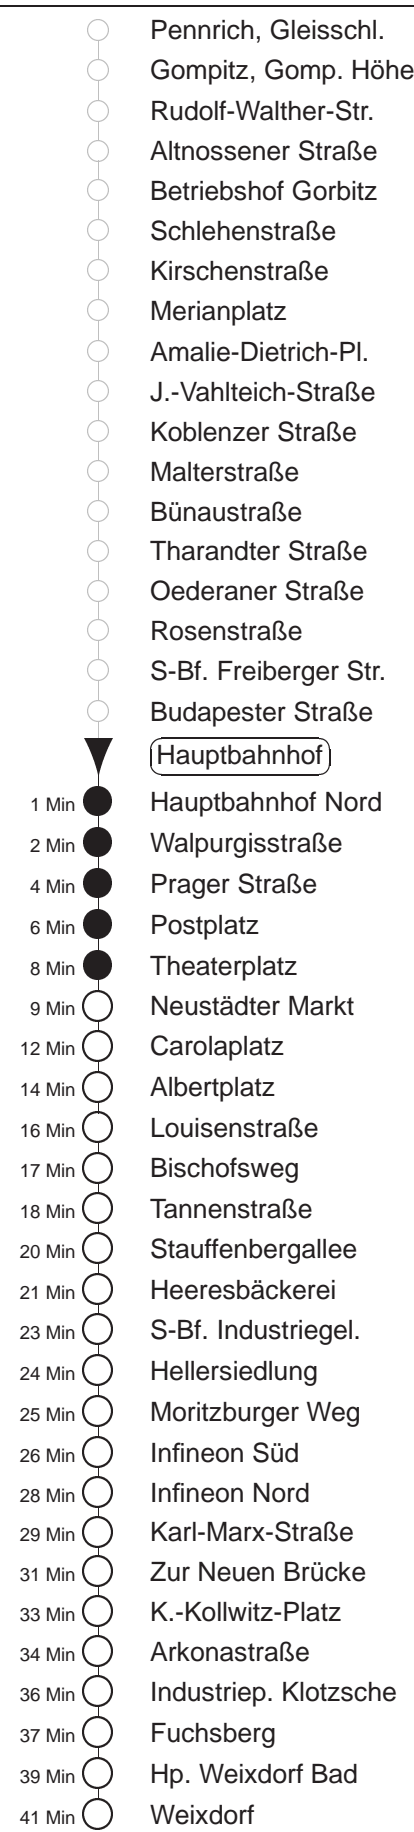 Pennrich, Gleisschl.
Gompitz, Gomp. Höhe
Rudolf-Walther-Str.
Altnossener Straße
Betriebshof Gorbitz
Schlehenstraße
Kirschenstraße
Merianplatz
Amalie-Dietrich-Pl.
J.-Vahlteich-Straße
Koblenzer Straße
Malterstraße
Bünaustraße
Tharandter Straße
Oederaner Straße
Rosenstraße
S-Bf. Freiberger Str.
Budapester Straße
Hauptbahnhof
1 Min Hauptbahnhof Nord
2 Min Walpurgisstraße
4 Min Prager Straße
6 Min Postplatz
8 Min Theaterplatz
9 Min Neustädter Markt
12 Min Carolaplatz
14 Min Albertplatz
16 Min Louisenstraße
17 Min Bischofsweg
18 Min Tannenstraße
20 Min Stauffenbergallee
21 Min Heeresbäckerei
23 Min S-Bf. Industriegel.
24 Min Hellersiedlung
25 Min Moritzburger Weg
26 Min Infineon Süd
28 Min Infineon Nord
29 Min Karl-Marx-Straße
31 Min Zur Neuen Brücke
33 Min K.-Kollwitz-Platz
34 Min Arkonastraße
36 Min Industriep. Klotzsche
37 Min Fuchsberg
39 Min Hp. Weixdorf Bad
41 Min Weixdorf